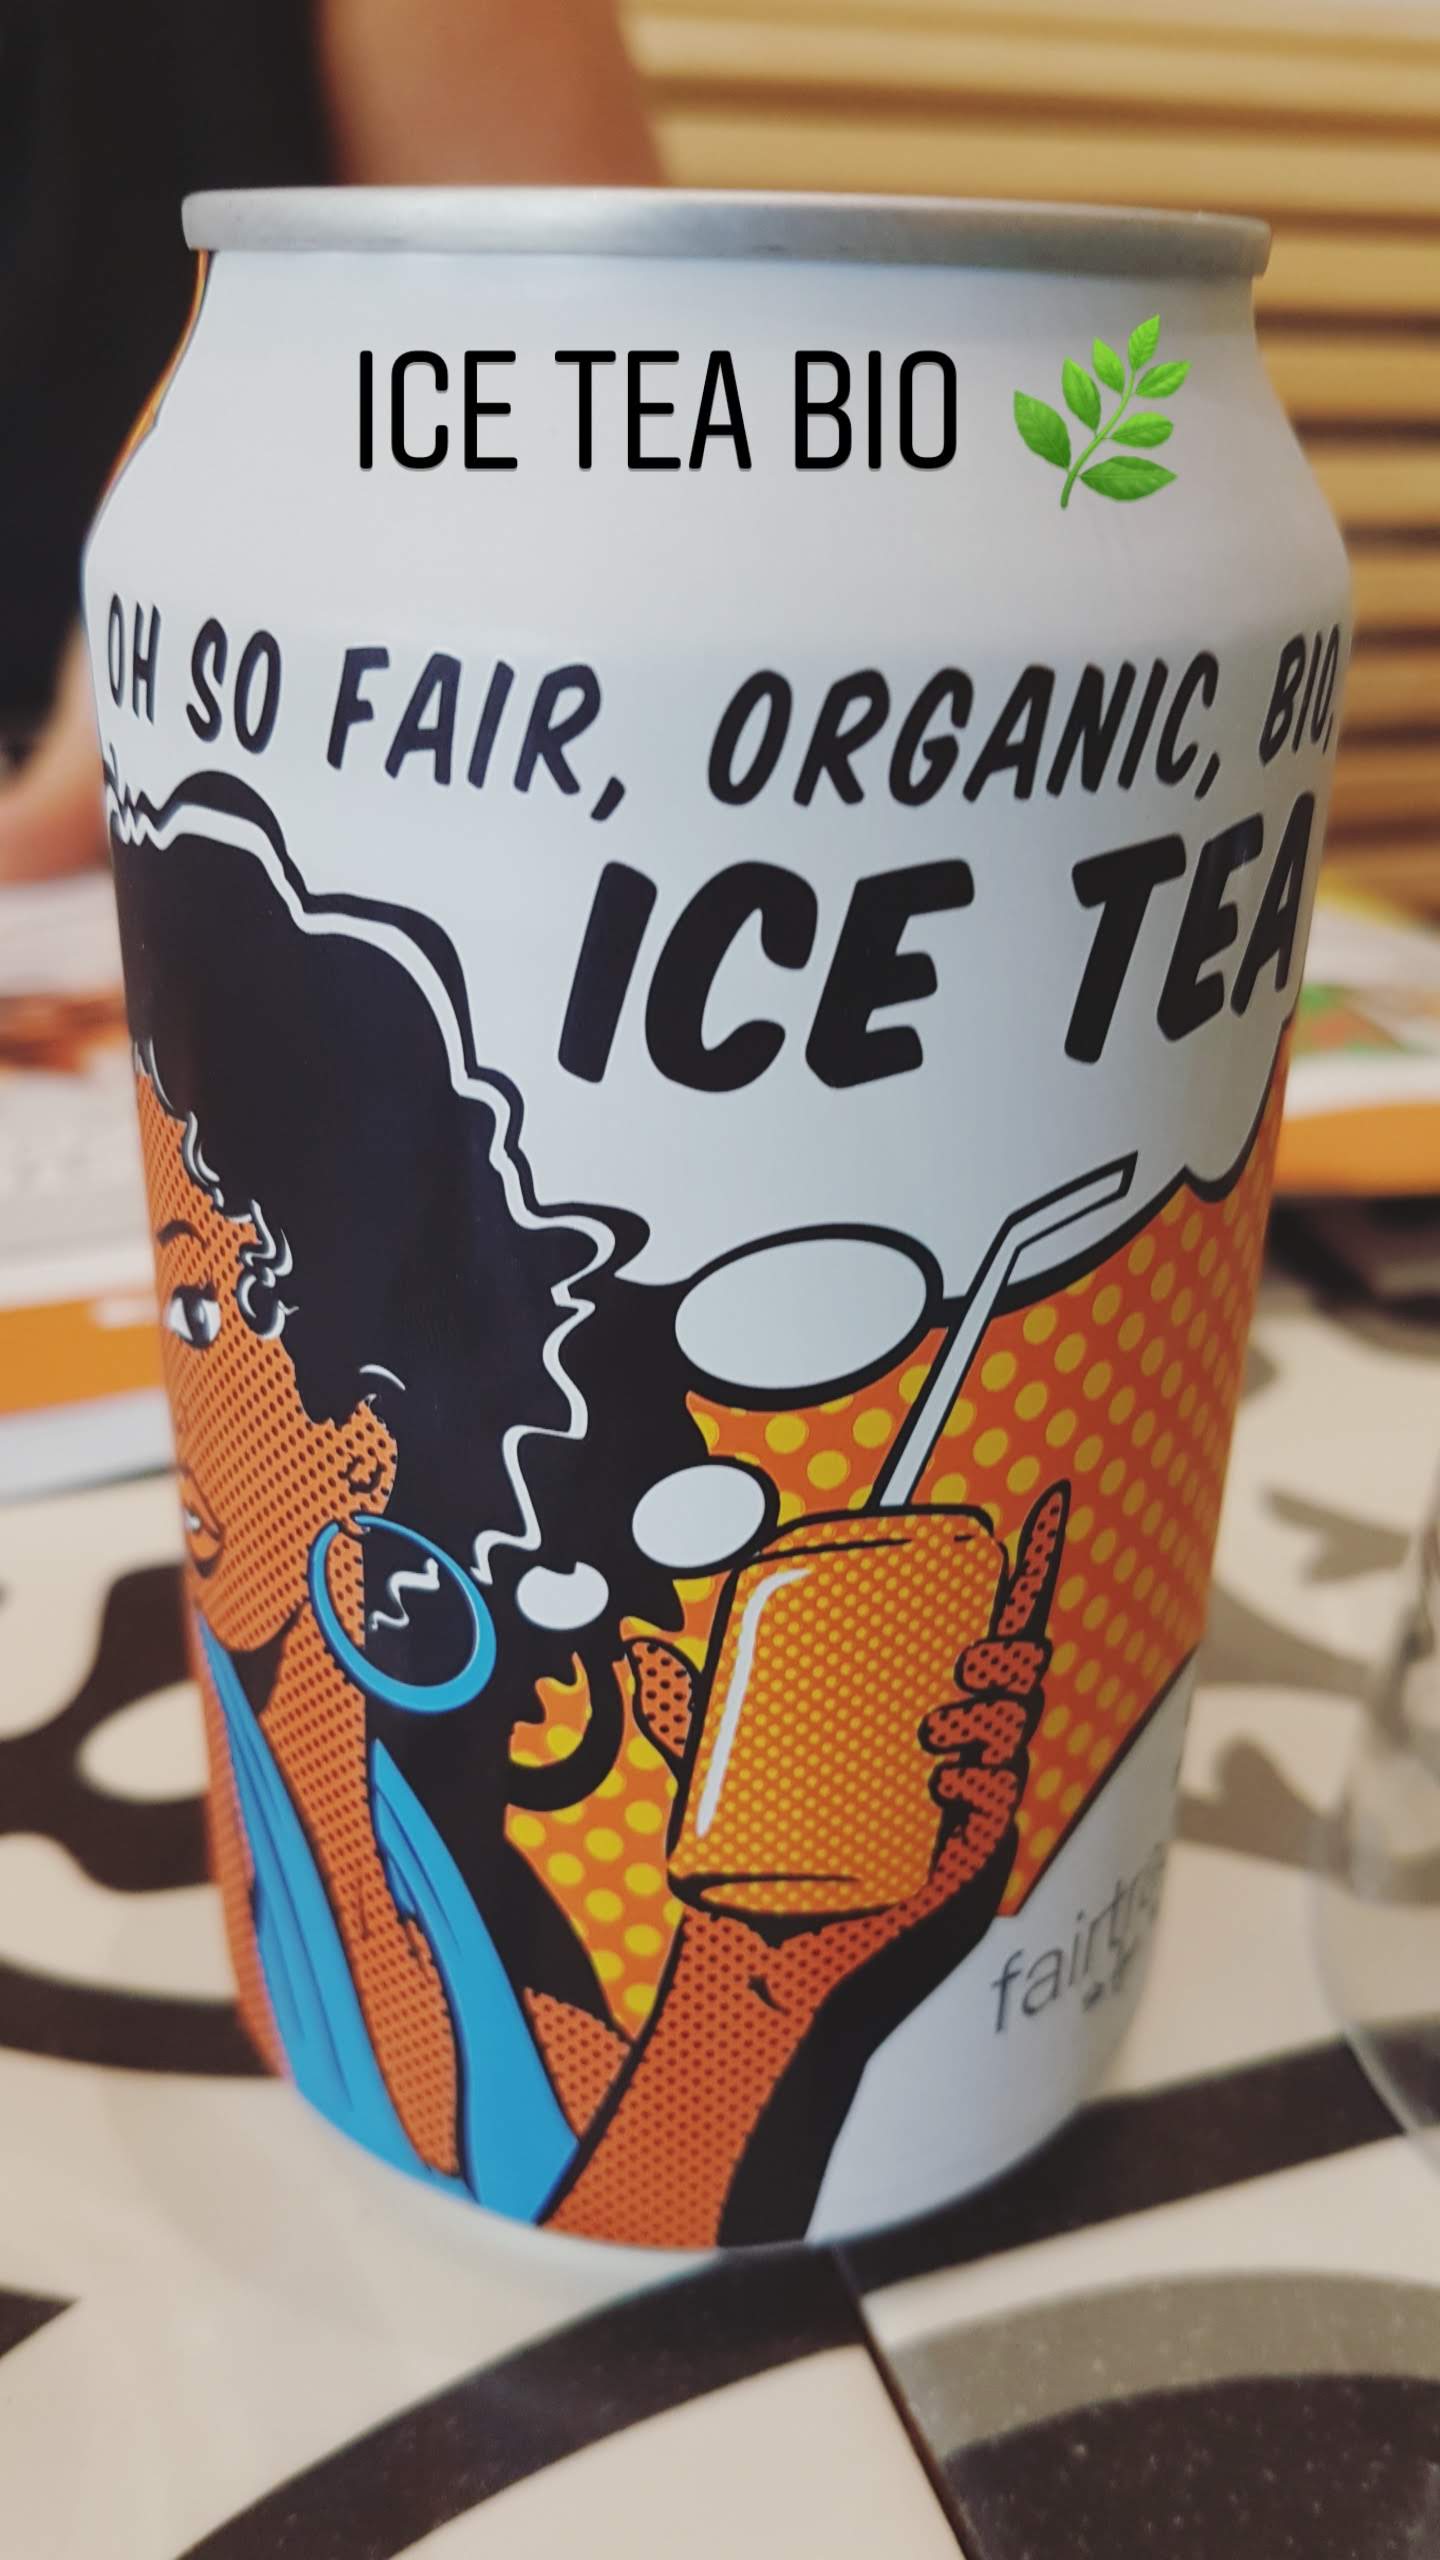 ICE TEA BIO 🌿
OH SO FAIR, ORGANIC, BIO,
ICE TEA